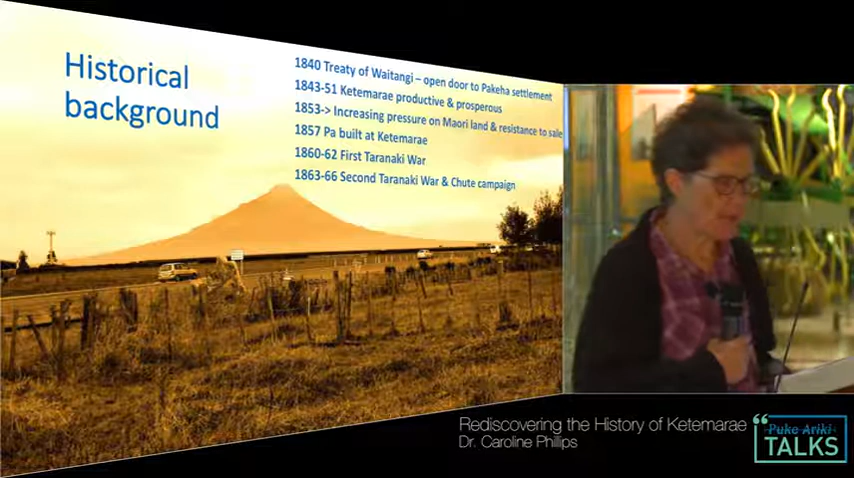 Historical
background
1840 Treaty of Waitangi – open door to Pakeha settlement
1843-51 Ketemarae productive & prosperous
1853-> Increasing pressure on Maori land & resistance to sale
1857 Pa built at Ketemarae
1860-62 First Taranaki War
1863-66 Second Taranaki War & Chute campaign
Rediscovering the History of Ketemarae
Dr. Caroline Phillips
“Puke Ariki
TALKS